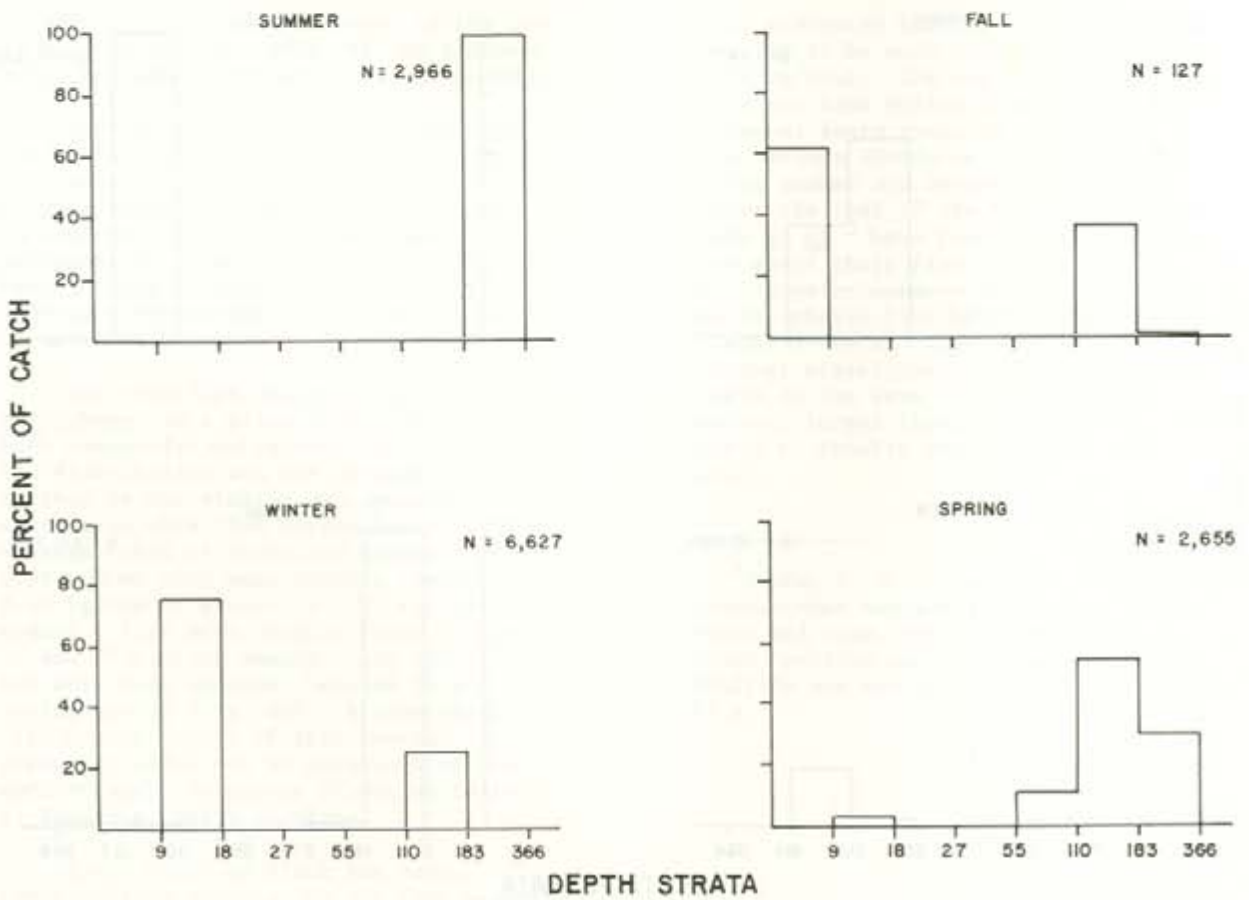 SUMMER
N = 2,966
100
80
60
40
20
FALL
N = 127
PERCENT OF CATCH
WINTER
N = 6,627
100
80
60
40
20
90 18 27 55 110 183 366
SPRING
N = 2,655
9 18 27 55 110 183 366
DEPTH STRATA